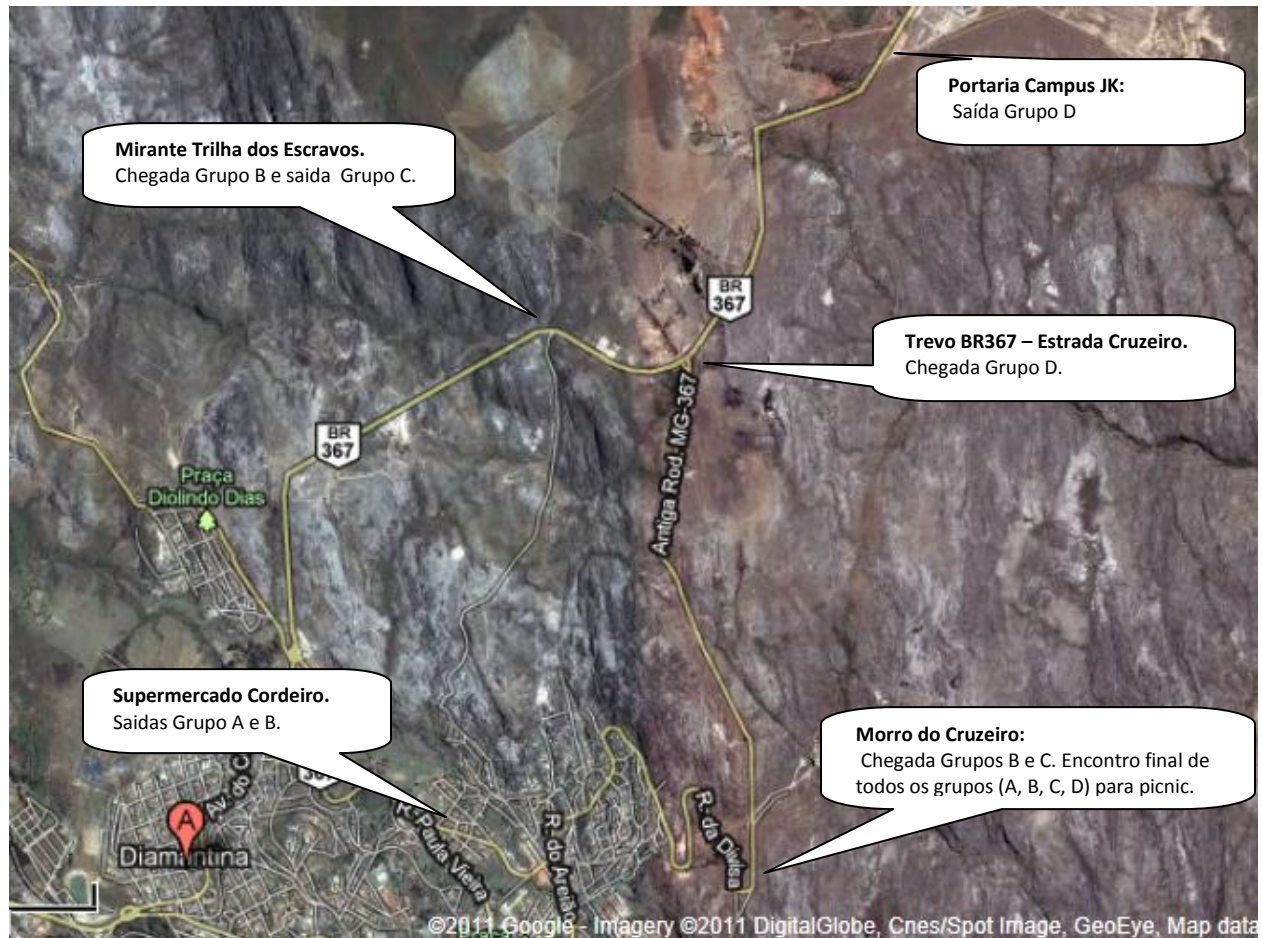 Portaria Campus JK:
Saída Grupo D
Mirante Trilha dos Escravos.
Chegada Grupo B e saida Grupo C.
BR
367
Trevo BR367 – Estrada Cruzeiro.
Chegada Grupo D.
Antiga Rod. MG-367
BR
367
Praça
Diolindo Dias
Supermercado Cordeiro.
Saidas Grupo A e B.
Morro do Cruzeiro:
Chegada Grupos B e C. Encontro final de
todos os grupos (A, B, C, D) para picnic.
Av. do C
A
Diamantina
R. Paula Vieira
R. do Areião
R. da Divisa
©2011 Google - Imagery ©2011 DigitalGlobe, Cnes/Spot Image, GeoEye, Map data